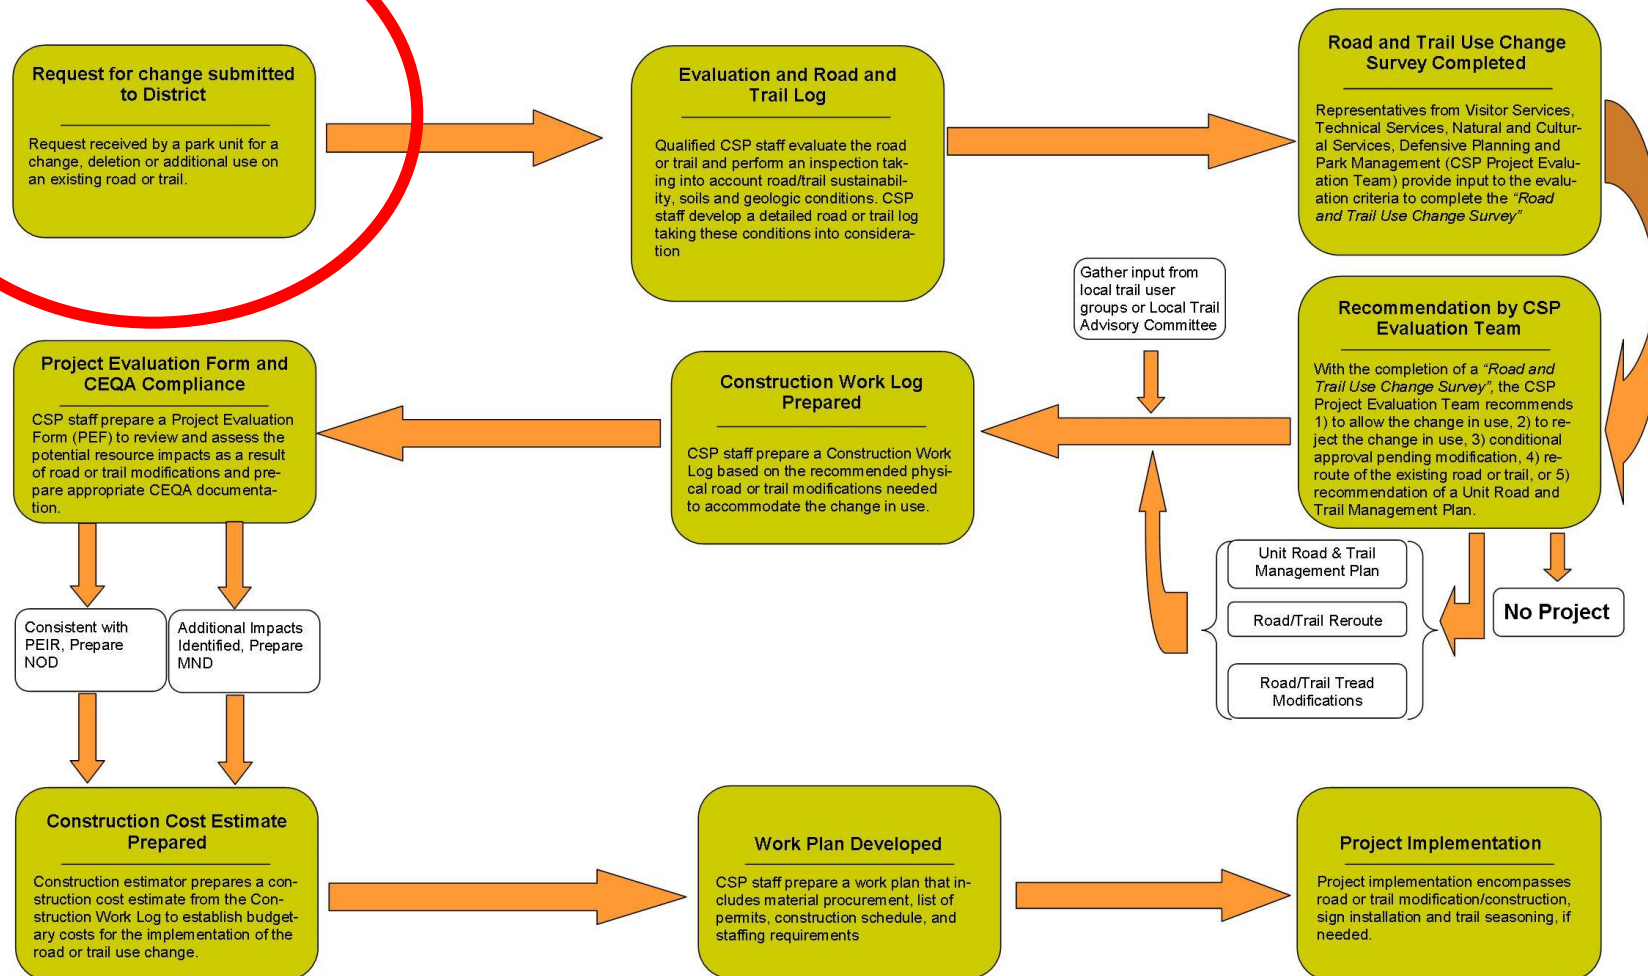 Request for change submitted
to District
Request received by a park unit for a
change, deletion or additional use on
an existing road or trail.
Evaluation and Road and
Trail Log
Qualified CSP staff evaluate the road
or trail and perform an inspection tak-
ing into account road/trail sustainabil-
ity, soils and geologic conditions. CSP
staff develop a detailed road or trail log
taking these conditions into considera-
tion
Road and Trail Use Change
Survey Completed
Representatives from Visitor Services,
Technical Services, Natural and Cultur-
al Services, Defensive Planning and
Park Management (CSP Project Evalu-
ation Team) provide input to the evalu-
ation criteria to complete the “Road
and Trail Use Change Survey”
Gather input from
local trail user
groups or Local Trail
Advisory Committee
Recommendation by CSP
Evaluation Team
With the completion of a “Road and
Trail Use Change Survey”, the CSP
Project Evaluation Team recommends
1) to allow the change in use, 2) to re-
ject the change in use, 3) conditional
approval pending modification, 4) re-
route of the existing road or trail, or 5)
recommendation of a Unit Road and
Trail Management Plan.
Construction Work Log
Prepared
CSP staff prepare a Construction Work
Log based on the recommended physi-
cal road or trail modifications needed
to accommodate the change in use.
Project Evaluation Form and
CEQA Compliance
CSP staff prepare a Project Evaluation
Form (PEF) to review and assess the
potential resource impacts as a result
of road or trail modifications and pre-
pare appropriate CEQA documenta-
tion.
Unit Road & Trail
Management Plan
Road/Trail Reroute
Road/Trail Tread
Modifications
No Project
Consistent with
PEIR, Prepare
NOD
Additional Impacts
Identified, Prepare
MND
Construction Cost Estimate
Prepared
Construction estimator prepares a con-
struction cost estimate from the Con-
struction Work Log to establish budget-
ary costs for the implementation of the
road or trail use change.
Work Plan Developed
CSP staff prepare a work plan that in-
cludes material procurement, list of
permits, construction schedule, and
staffing requirements
Project Implementation
Project implementation encompasses
road or trail modification/construction,
sign installation and trail seasoning, if
needed.